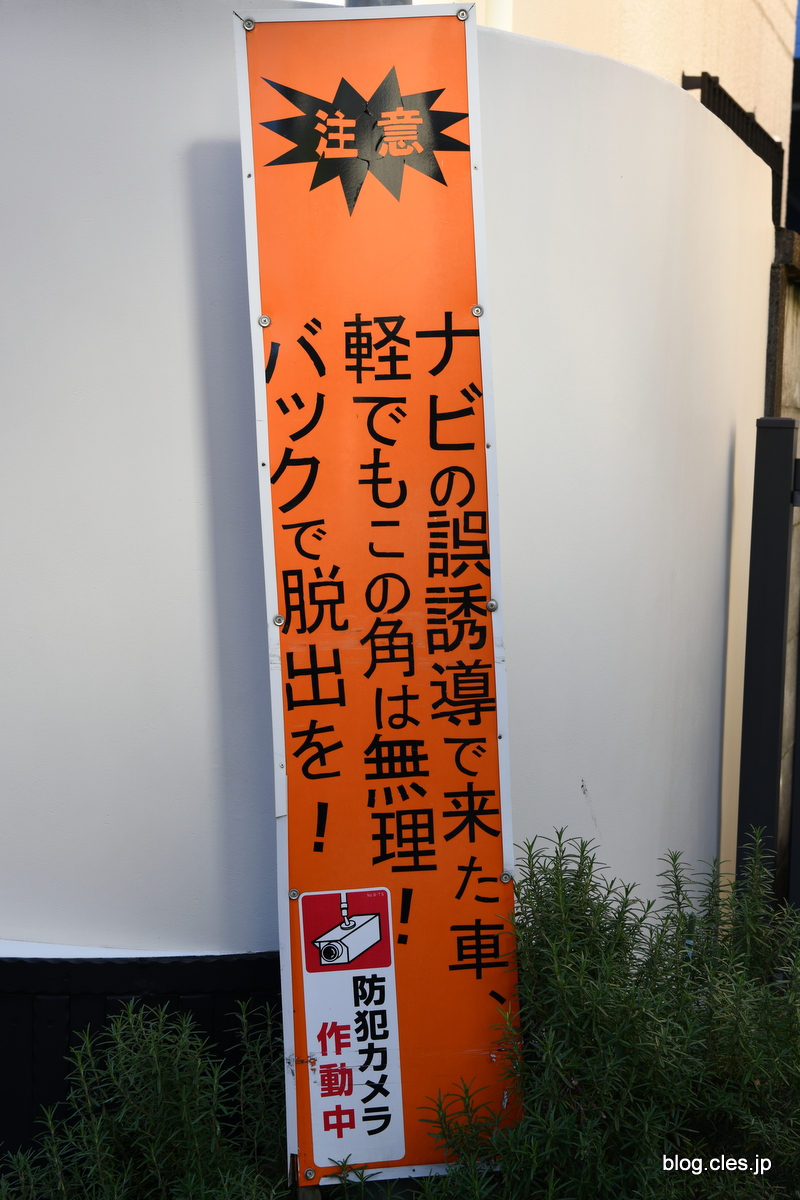 注意
ナビの誤誘導で来た車、
軽でもこの角は無理！
バックで脱出を！
防犯カメラ
作動中
blog.cles.jp